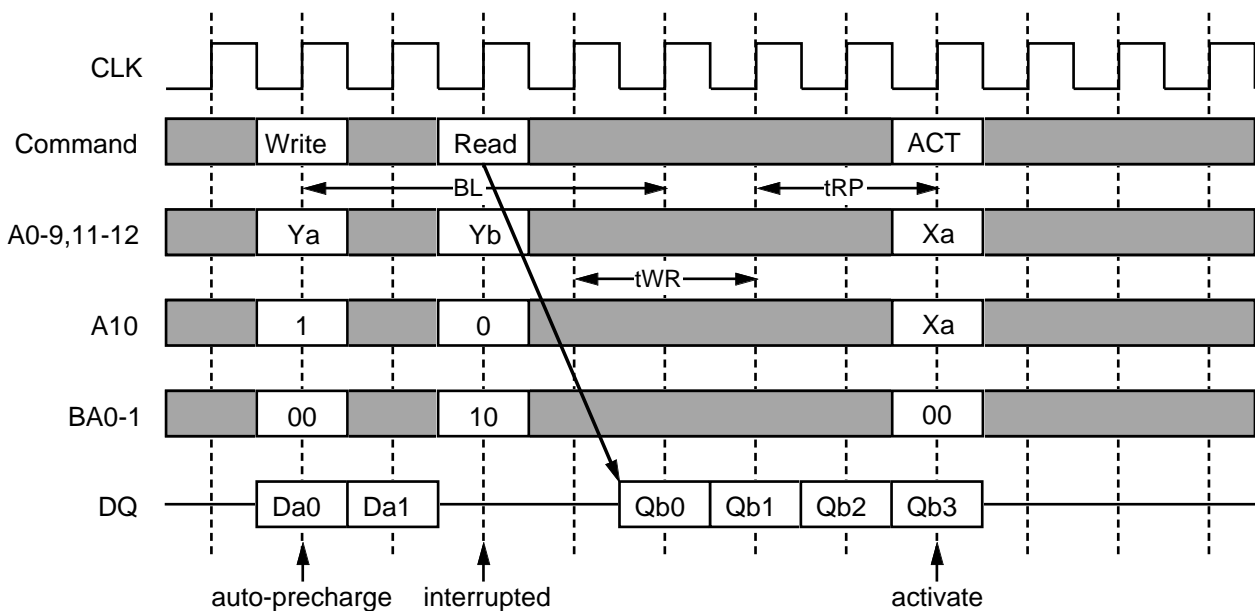 CLK
Command Write Read ACT
BL tRP
A0-9,11-12 Ya Yb Xa
tWR
A10 1 0 Xa
BA0-1 00 10 00
DQ Da0 Da1 Qb0 Qb1 Qb2 Qb3
auto-precharge interrupted activate